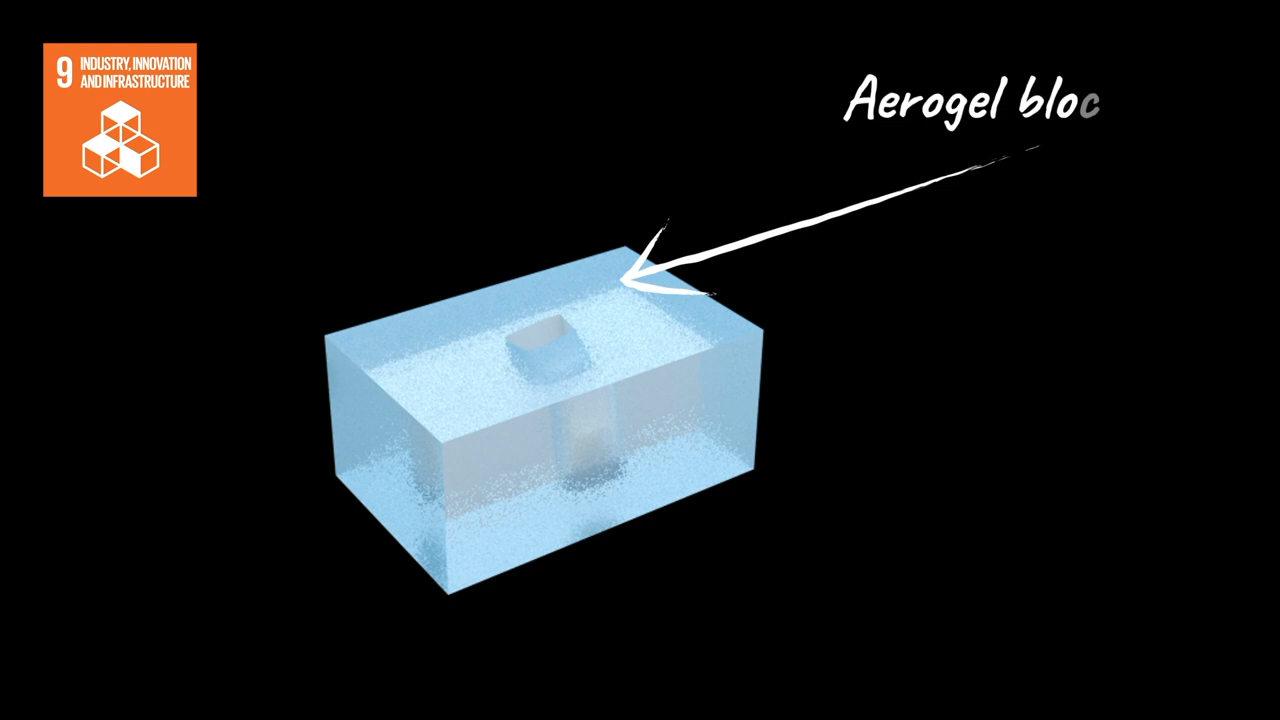 9 INDUSTRY, INNOVATION
AND INFRASTRUCTURE
Aerogel bloc